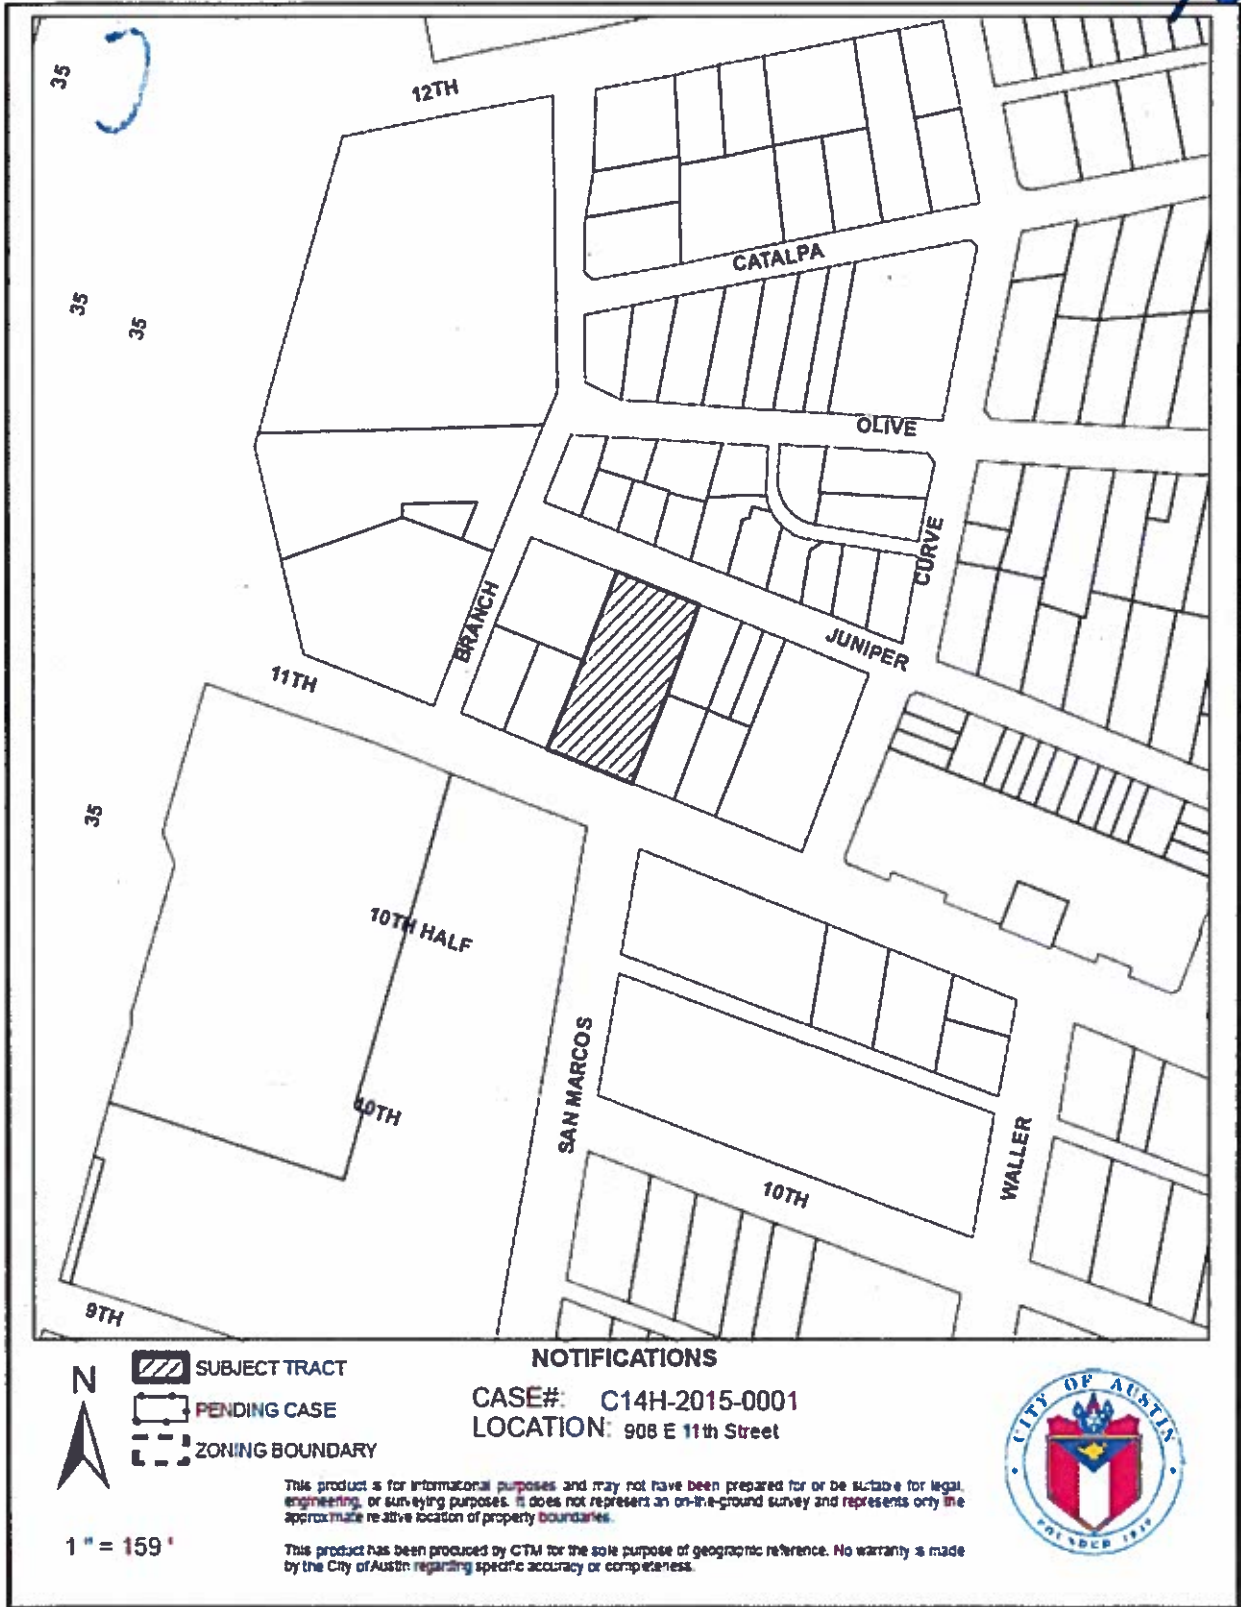 35
12TH
CATALPA
35
35
OLIVE
CURVE
BRANCH
JUNIPER
11TH
35
10TH HALF
SAN MARCOS
10TH
WALLER
10TH
9TH
N
SUBJECT TRACT
PENDING CASE
ZONING BOUNDARY
1 " = 159 '
NOTIFICATIONS
CASE#: C14H-2015-0001
LOCATION: 908 E 11th Street
This product is for informational purposes and may not have been prepared for or be suitable for legal,
engineering, or surveying purposes. It does not represent an on-the-ground survey and represents only the
approximate relative location of property boundaries.
This product has been produced by CTM for the sole purpose of geographic reference. No warranty is made
by the City of Austin regarding specific accuracy or completeness.
CITY OF AUSTIN
FOUNDED 1839